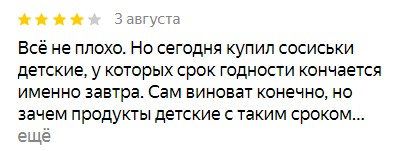 3 августа
Всё не плохо. Но сегодня купил сосиськи
детские, у которых срок годности кончается
именно завтра. Сам виноват конечно, но
зачем продукты детские с таким сроком...
ещё